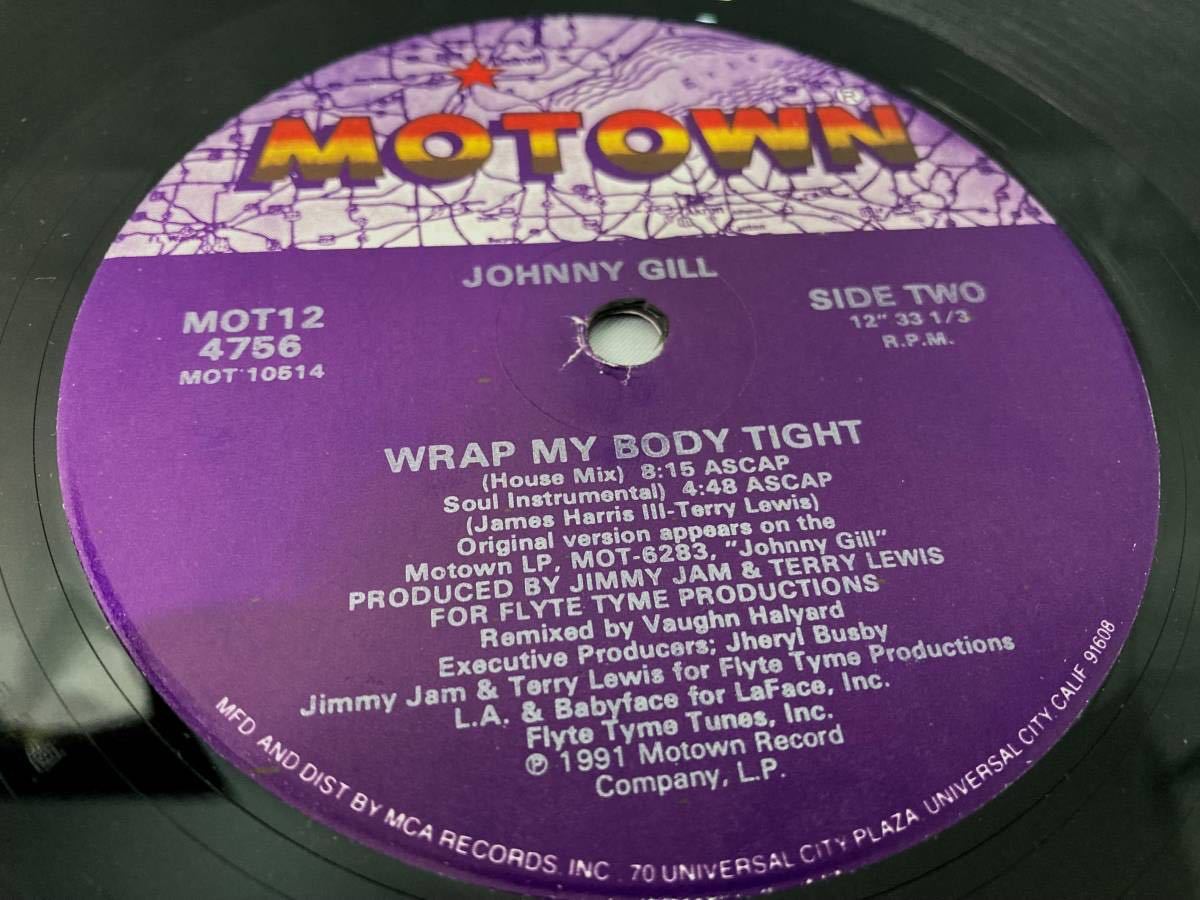 MOTOWN®
JOHNNY GILL
MOT12
4756
MOT 10514
SIDE TWO
12" 33 1/3
R.P.M.
WRAP MY BODY TIGHT
(House Mix) 8:15 ASCAP
Soul Instrumental) 4:48 ASCAP
(James Harris III-Terry Lewis)
Original version appears on the
Motown LP, MOT-6283, "Johnny Gill"
PRODUCED BY JIMMY JAM & TERRY LEWIS
FOR FLYTE TYME PRODUCTIONS
Remixed by Vaughn Halyard
Executive Producers: Jheryl Busby
Jimmy Jam & Terry Lewis for Flyte Tyme Productions
L.A. & Babyface for LaFace, Inc.
Flyte Tyme Tunes, Inc.
℗ 1991 Motown Record
Company, L.P.
MFD AND DIST BY MCA RECORDS, INC. 70 UNIVERSAL CITY PLAZA UNIVERSAL CITY, CALIF 91608